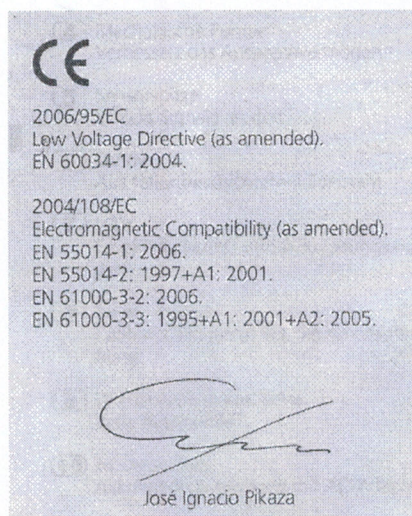 CE
2006/95/EC
Low Voltage Directive (as amended).
EN 60034-1: 2004.
2004/108/EC
Electromagnetic Compatibility (as amended).
EN 55014-1: 2006.
EN 55014-2: 1997+A1: 2001.
EN 61000-3-2: 2006.
EN 61000-3-3: 1995+A1: 2001+A2: 2005.
José Ignacio Pikaza